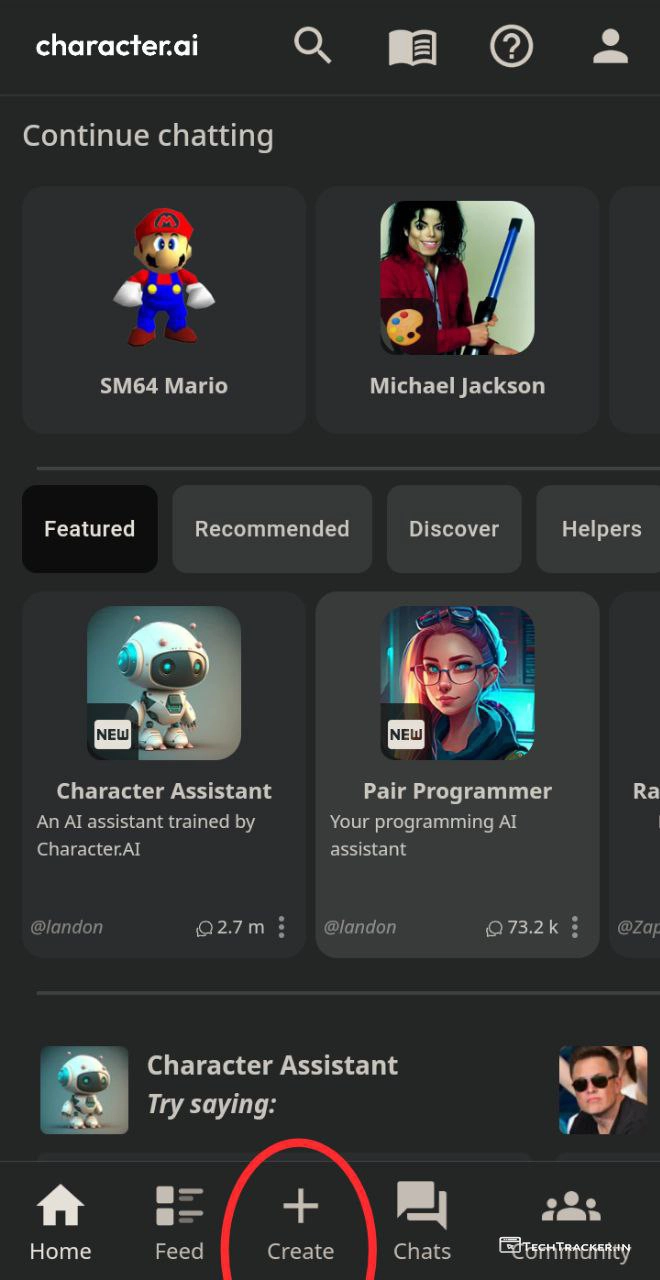 character.ai
Continue chatting
SM64 Mario
Michael Jackson
Featured
Recommended
Discover
Helpers
NEW
NEW
Character Assistant
Pair Programmer
Ra
An AI assistant trained by
Character.AI
Your programming AI
assistant
@landon
2.7 m
@landon
73.2 k
@Zap
Character Assistant
Try saying:
Home
Feed
Create
Chats
Community
TECHTRACKER.IN